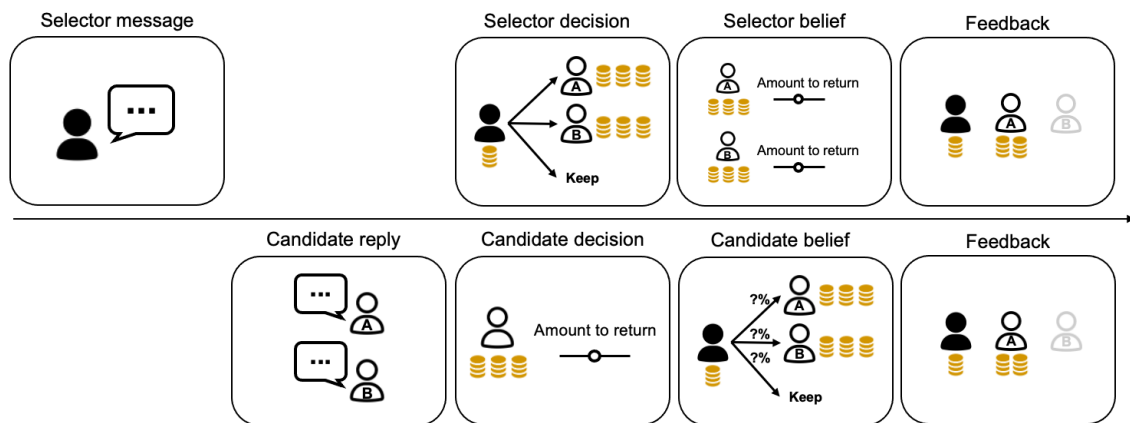 Selector message
Selector decision
Selector belief
Feedback
...
A
B
Keep
A
Amount to return
B
Amount to return
A
B
Candidate reply
Candidate decision
Candidate belief
Feedback
...
A
...
B
Amount to return
?%
A
?%
B
?%
Keep
A
B